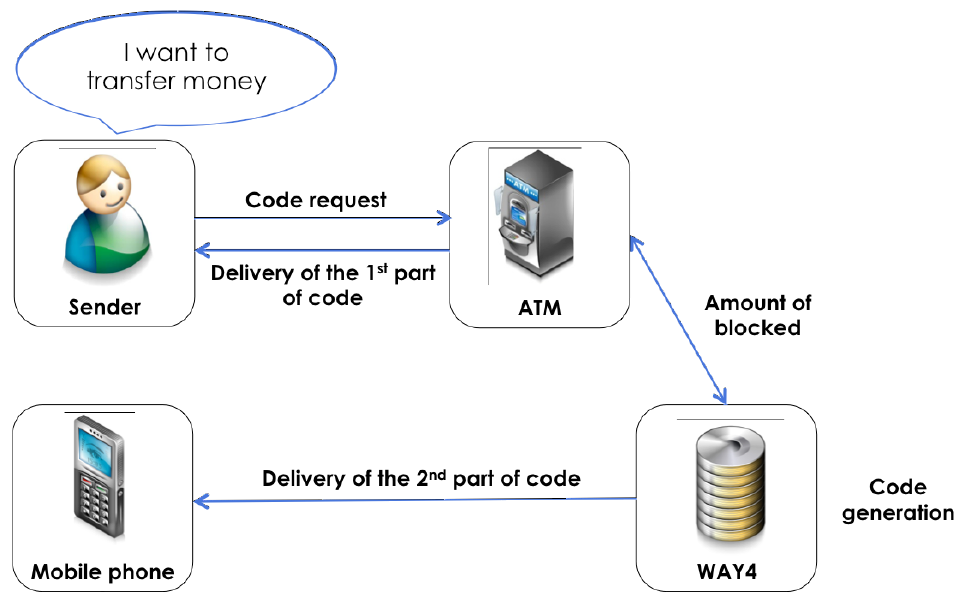 I want to
transfer money
Code request
ATM
Delivery of the 1st part
of code
Sender
ATM
Amount of
blocked
Delivery of the 2nd part of code
Code
generation
Mobile phone
WAY4